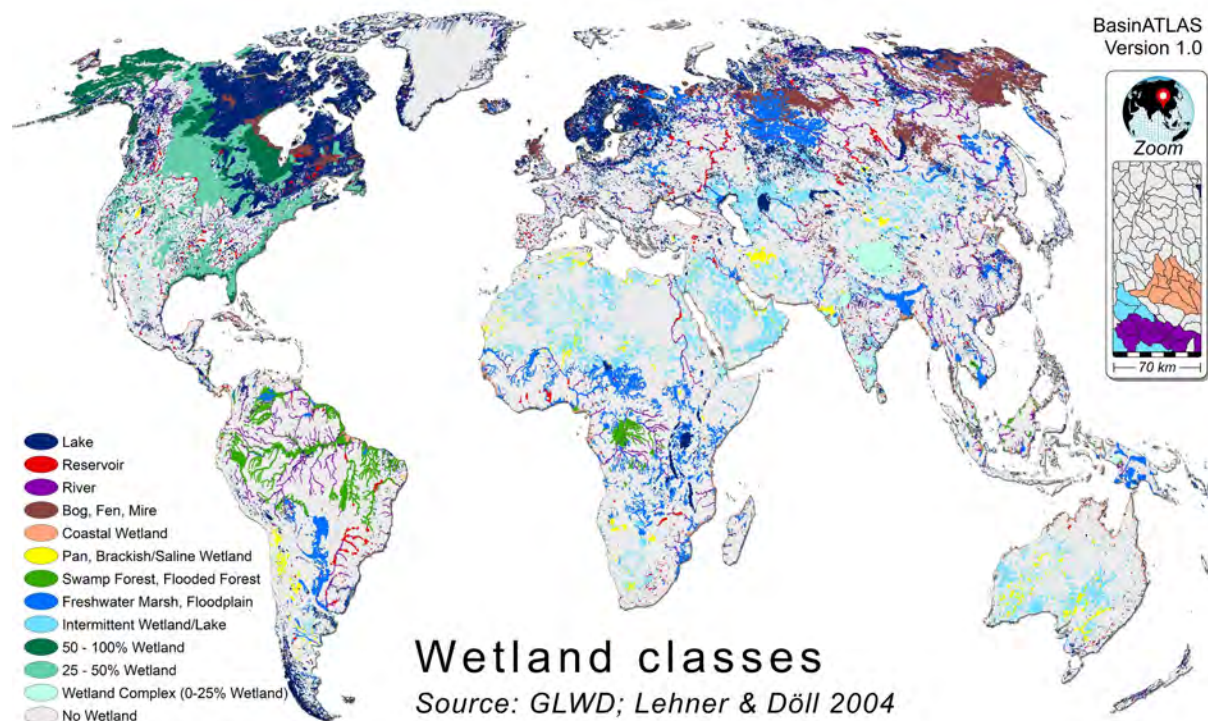 BasinATLAS
Version 1.0
Zoom
70 km
Lake
Reservoir
River
Bog, Fen, Mire
Coastal Wetland
Pan, Brackish/Saline Wetland
Swamp Forest, Flooded Forest
Freshwater Marsh, Floodplain
Intermittent Wetland/Lake
50 - 100% Wetland
25 - 50% Wetland
Wetland Complex (0-25% Wetland)
No Wetland
Wetland classes
Source: GLWD; Lehner & Döll 2004